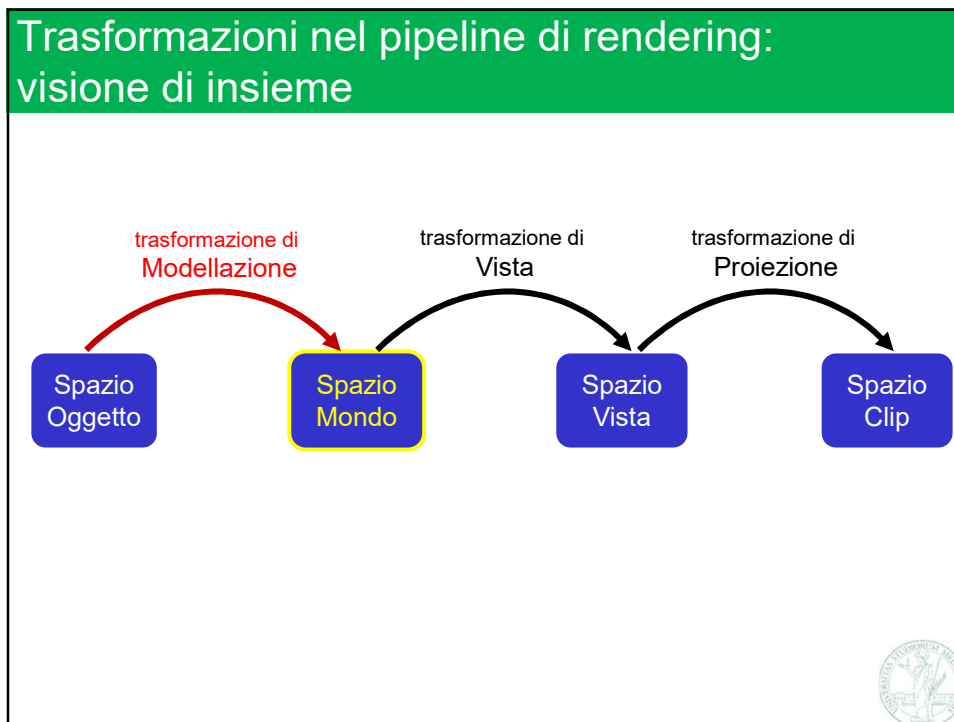 Trasformazioni nel pipeline di rendering:
visione di insieme
trasformazione di
Modellazione
trasformazione di
Vista
trasformazione di
Proiezione
Spazio
Oggetto
Spazio
Mondo
Spazio
Vista
Spazio
Clip